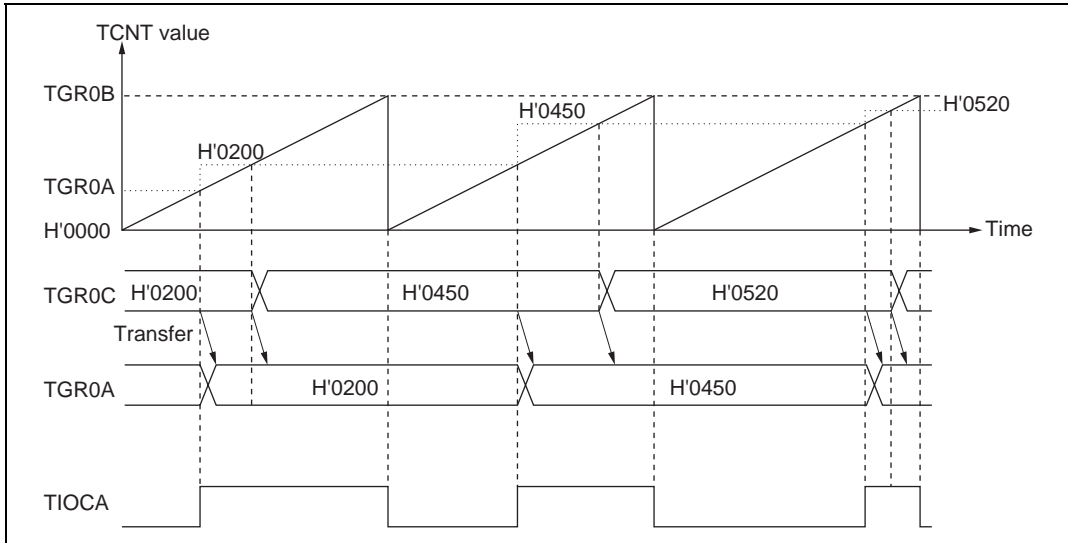 TCNT value
TGR0B
H'0520
H'0450
H'0200
TGR0A
H'0000
Time
TGR0C
H'0200
H'0450
H'0520
Transfer
TGR0A
H'0200
H'0450
TIOCA